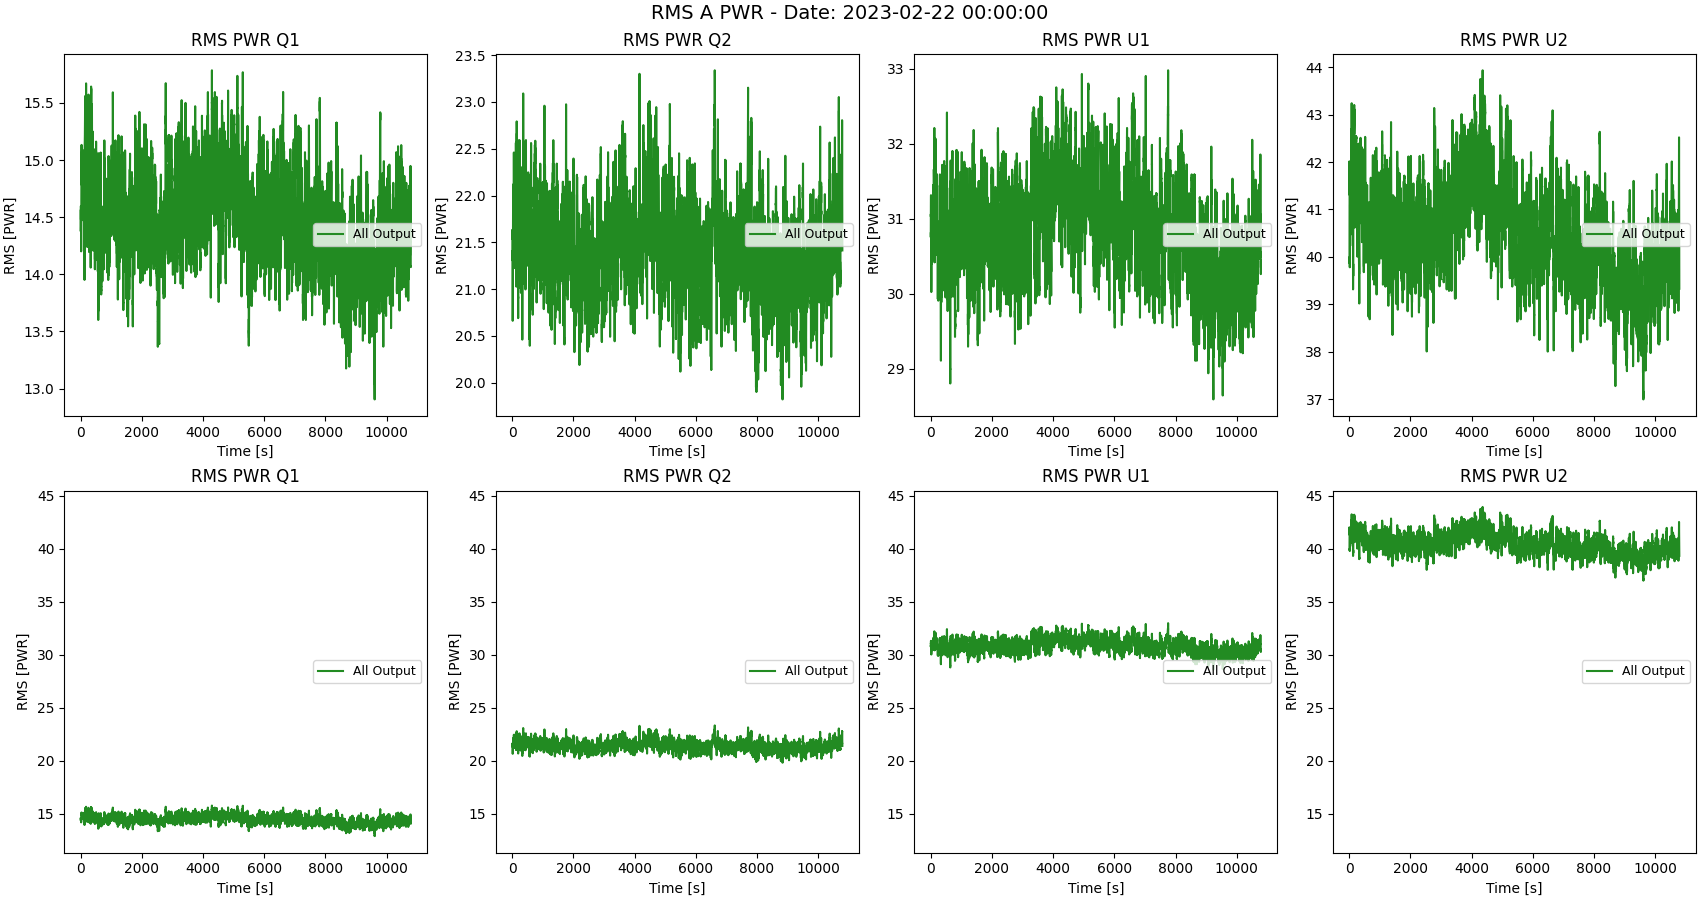 RMS A PWR - Date: 2023-02-22 00:00:00
RMS PWR Q1
RMS [PWR]
15.5
15.0
14.5
14.0
13.5
13.0
All Output
0 2000 4000 6000 8000 10000
Time [s]
RMS PWR Q2
RMS [PWR]
23.5
23.0
22.5
22.0
21.5
21.0
20.5
20.0
All Output
0 2000 4000 6000 8000 10000
Time [s]
RMS PWR U1
RMS [PWR]
33
32
31
30
29
All Output
0 2000 4000 6000 8000 10000
Time [s]
RMS PWR U2
RMS [PWR]
44
43
42
41
40
39
38
37
All Output
0 2000 4000 6000 8000 10000
Time [s]
RMS PWR Q1
RMS [PWR]
45
40
35
30
25
20
15
All Output
0 2000 4000 6000 8000 10000
Time [s]
RMS PWR Q2
RMS [PWR]
45
40
35
30
25
20
15
All Output
0 2000 4000 6000 8000 10000
Time [s]
RMS PWR U1
RMS [PWR]
45
40
35
30
25
20
15
All Output
0 2000 4000 6000 8000 10000
Time [s]
RMS PWR U2
RMS [PWR]
45
40
35
30
25
20
15
All Output
0 2000 4000 6000 8000 10000
Time [s]